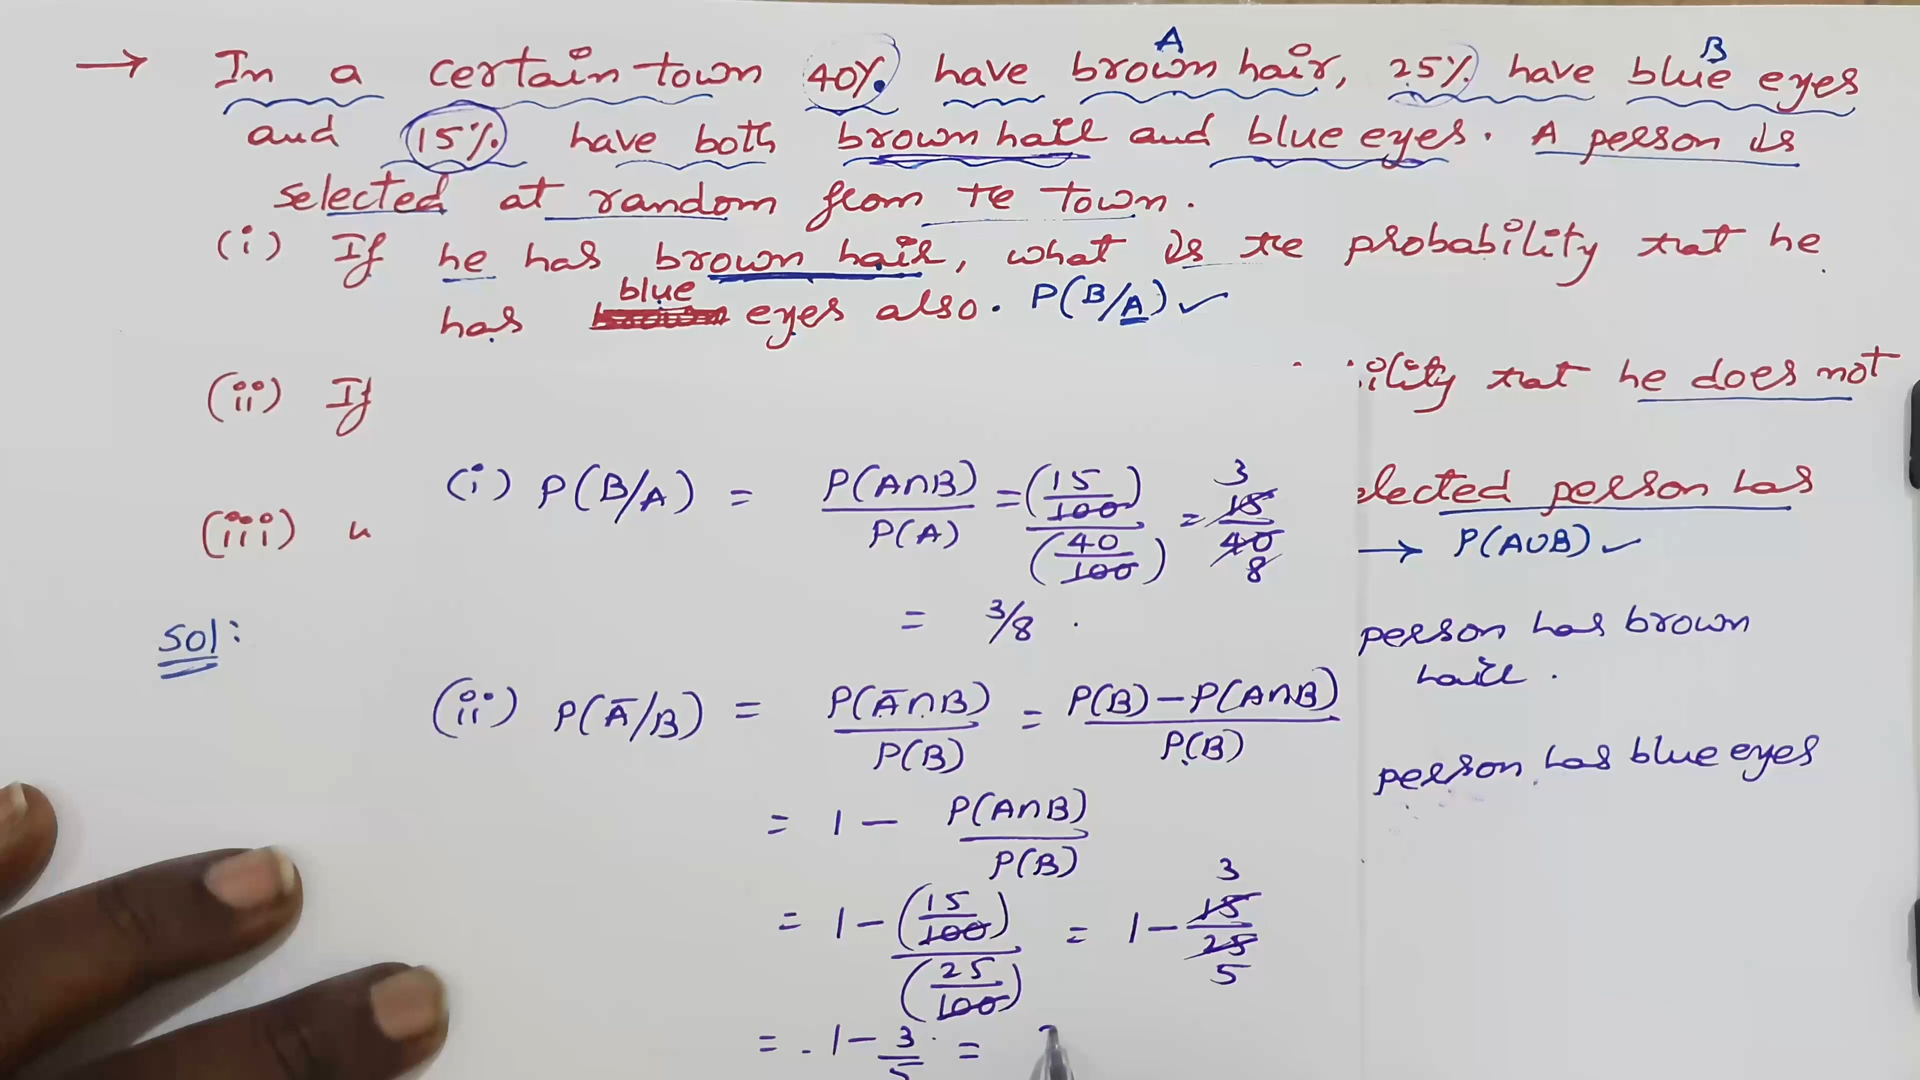 → In a certain town 40% have brown hair, 25% have blue eyes
A B
and 15% have both brown hair and blue eyes. A person is
selected at random from the town.
(i) If he has brown hair, what is the probability that he
has blue eyes also. P(B/A) ✓
(ii) If ility that he does not
(iii) elected person has
→ P(A∪B) ✓
Sol:
person has brown
hair.
person has blue eyes
(i) P(B/A) = P(A∩B)/P(A) = (15/100)/(40/100) = 15/40 3 8
= 3/8.
(ii) P(Ā/B) = P(Ā∩B)/P(B) = P(B)-P(A∩B)/P(B)
= 1 - P(A∩B)/P(B)
= 1 - (15/100)/(25/100) = 1 - 15/25 3 5
= 1 - 3/5 =